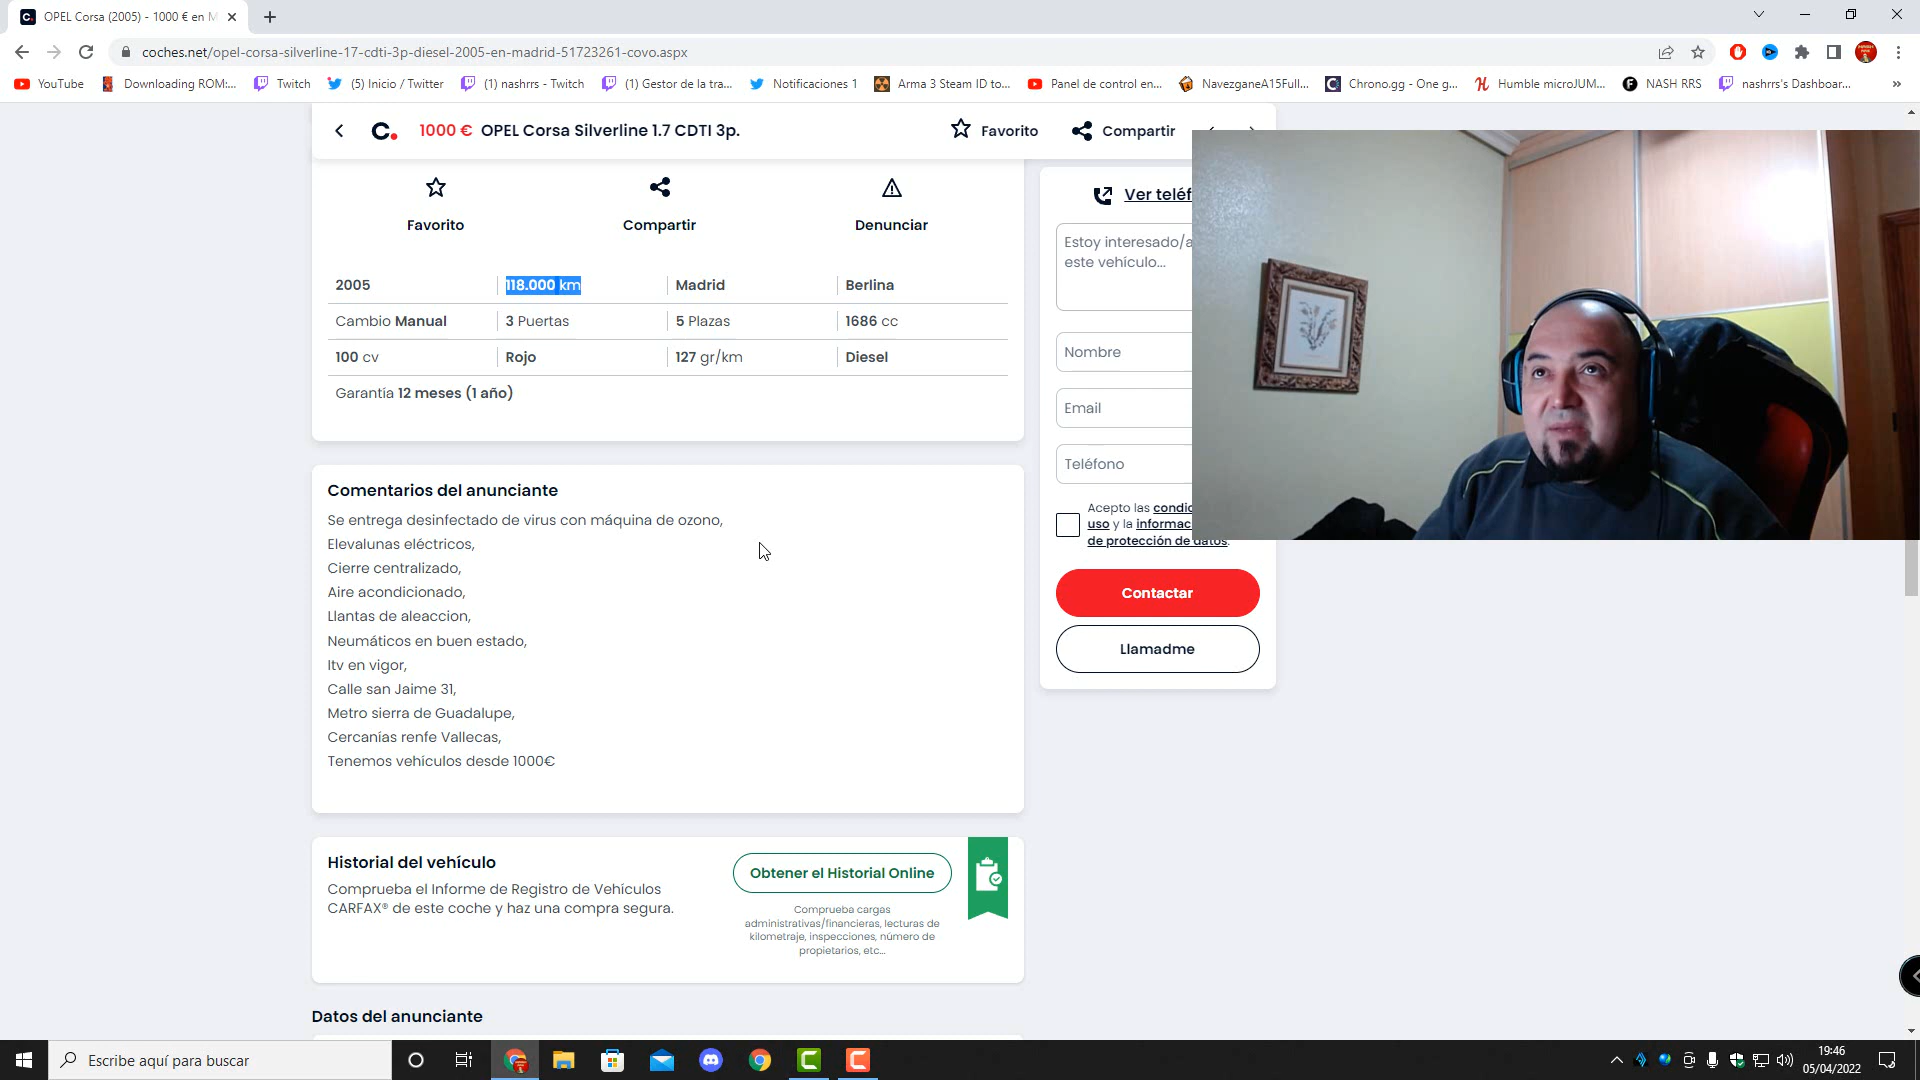 OPEL Corsa (2005) - 1000 € en M
coches.net/opel-corsa-silverline-17-cdti-3p-diesel-2005-en-madrid-51723261-covo.aspx
YouTube
Downloading ROM:...
Twitch
(5) Inicio / Twitter
(1) nashrrs - Twitch
(1) Gestor de la tra...
Notificaciones 1
Arma 3 Steam ID to...
Panel de control en...
NavezganeA15Full...
Chrono.gg - One g...
Humble microJUM...
NASH RRS
nashrrs's Dashboar...
»
C.
1000 € OPEL Corsa Silverline 1.7 CDTI 3p.
Favorito
Compartir
Favorito
Compartir
Denunciar
2005
118.000 km
Madrid
Berlina
Cambio Manual
3 Puertas
5 Plazas
1686 cc
100 cv
Rojo
127 gr/km
Diesel
Garantía 12 meses (1 año)
Comentarios del anunciante
Se entrega desinfectado de virus con máquina de ozono,
Elevalunas eléctricos,
Cierre centralizado,
Aire acondicionado,
Llantas de aleaccion,
Neumáticos en buen estado,
Itv en vigor,
Calle san Jaime 31,
Metro sierra de Guadalupe,
Cercanías renfe Vallecas,
Tenemos vehículos desde 1000€
Historial del vehículo
Comprueba el Informe de Registro de Vehículos
CARFAX® de este coche y haz una compra segura.
Obtener el Historial Online
Comprueba cargas
administrativas/financieras, lecturas de
kilometraje, inspecciones, número de
propietarios, etc...
Datos del anunciante
Ver teléf
Estoy interesado/a
este vehículo...
Nombre
Email
Teléfono
Acepto las condic
uso y la informac
de protección de datos.
Contactar
Llamadme
Escribe aquí para buscar
19:46
05/04/2022